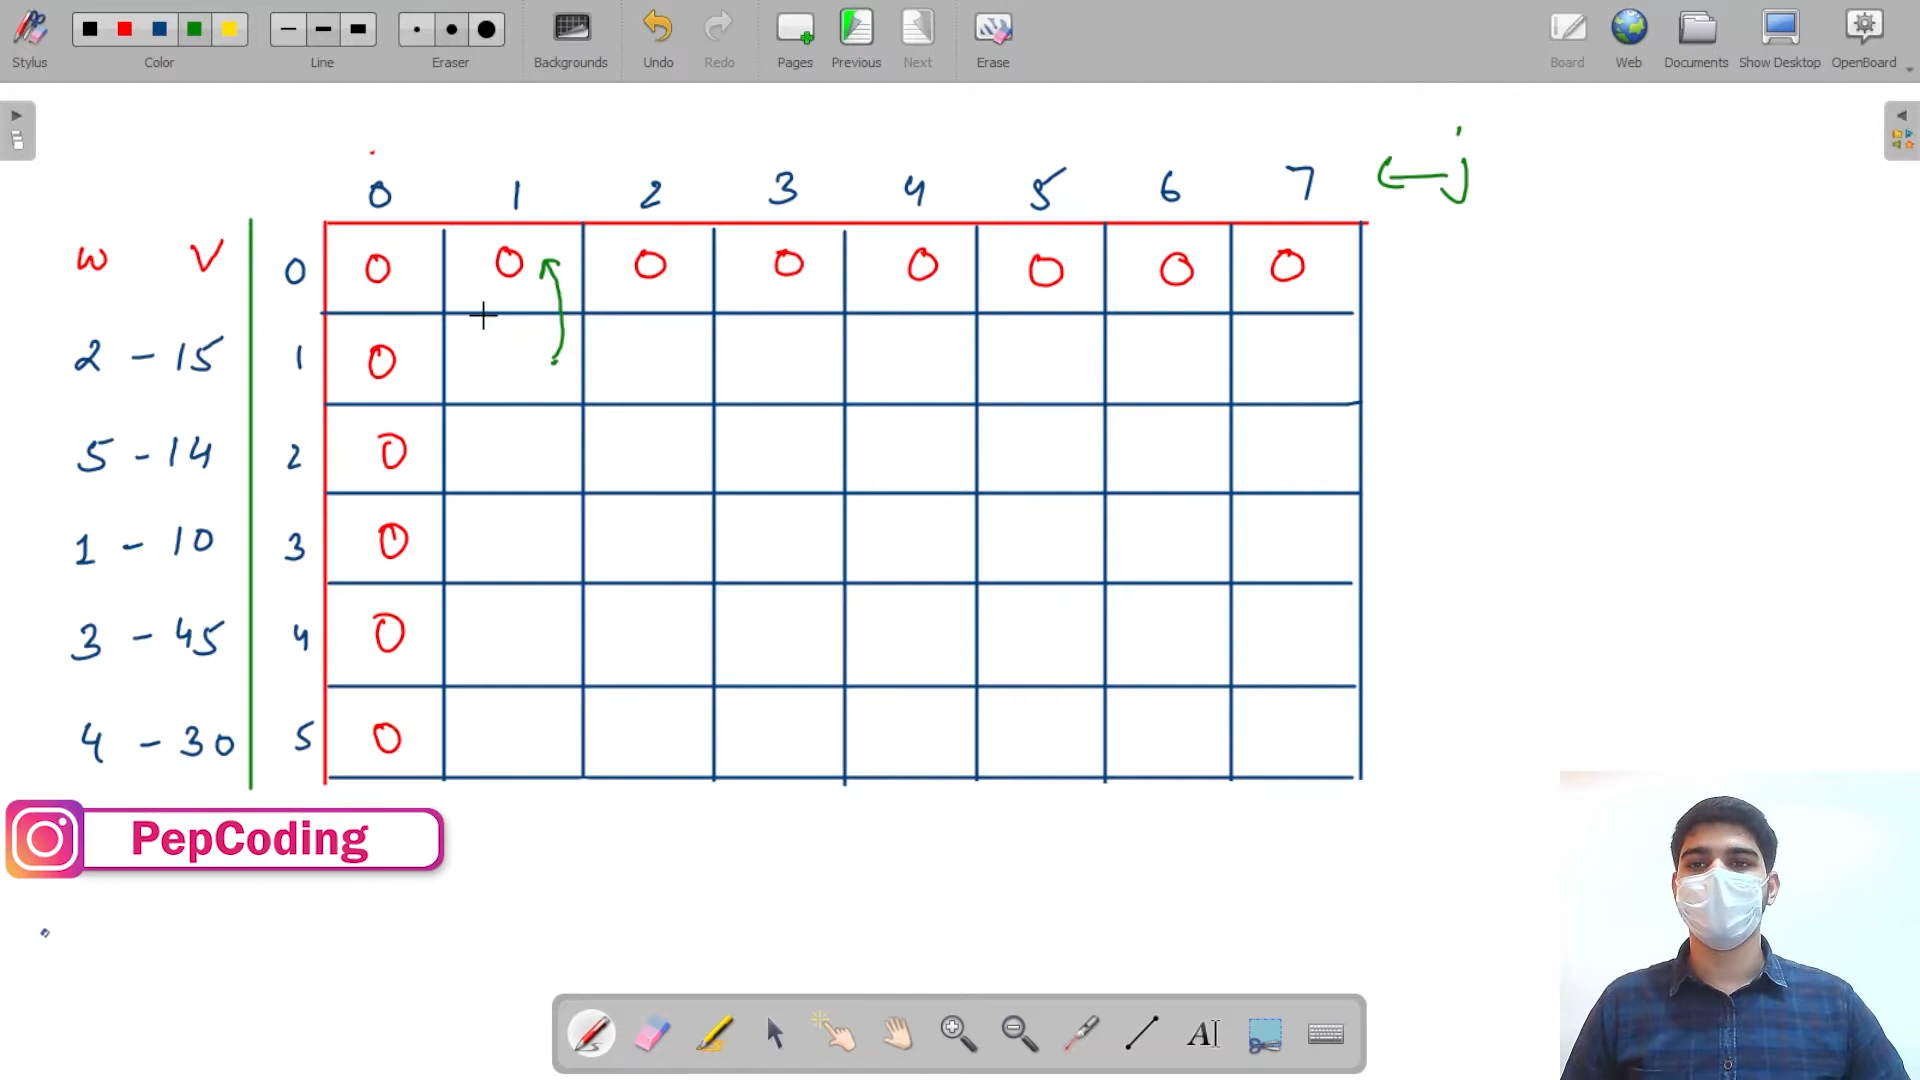 Stylus Color Line Eraser Backgrounds Undo Redo Pages Previous Next Erase Board Web Documents Show Desktop OpenBoard
0 1 2 3 4 5 6 7 ← j
w V 0 0 0 0 0 0 0 0 0
2 - 15 1 0
5 - 14 2 0
1 - 10 3 0
3 - 45 4 0
4 - 30 5 0
PepCoding